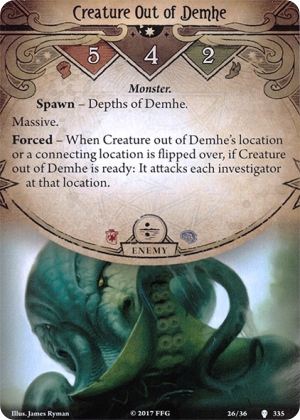 Creature Out of Demhe
5 4 2
Monster.
Spawn – Depths of Demhe.
Massive.
Forced – When Creature out of Demhe's location
or a connecting location is flipped over, if Creature
out of Demhe is ready: It attacks each investigator
at that location.
ENEMY
Illus. James Ryman © 2017 FFG 26/36 335